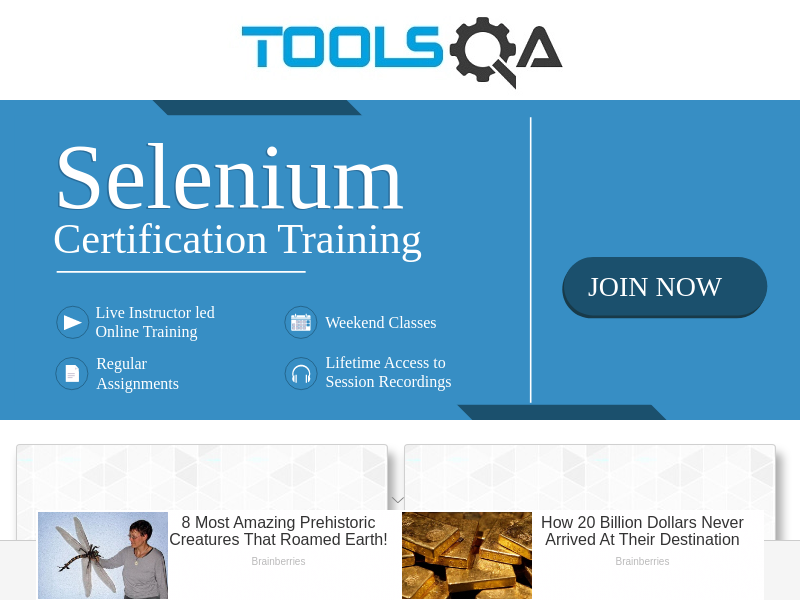 TOOLSQA
Selenium
Certification Training
JOIN NOW
Live Instructor led
Online Training
Weekend Classes
Regular
Assignments
Lifetime Access to
Session Recordings
8 Most Amazing Prehistoric
Creatures That Roamed Earth!
Brainberries
How 20 Billion Dollars Never
Arrived At Their Destination
Brainberries